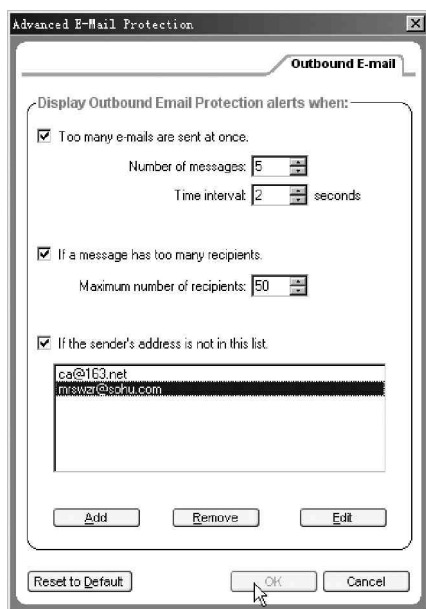 Advanced E-Mail Protection
Outbound E-mail
Display Outbound Email Protection alerts when:
Too many e-mails are sent at once.
Number of messages: 5
Time interval: 2 seconds
If a message has too many recipients.
Maximum number of recipients: 50
If the sender's address is not in this list.
ca@163.net
mrswzr@sohu.com
Add Remove Edit
Reset to Default OK Cancel